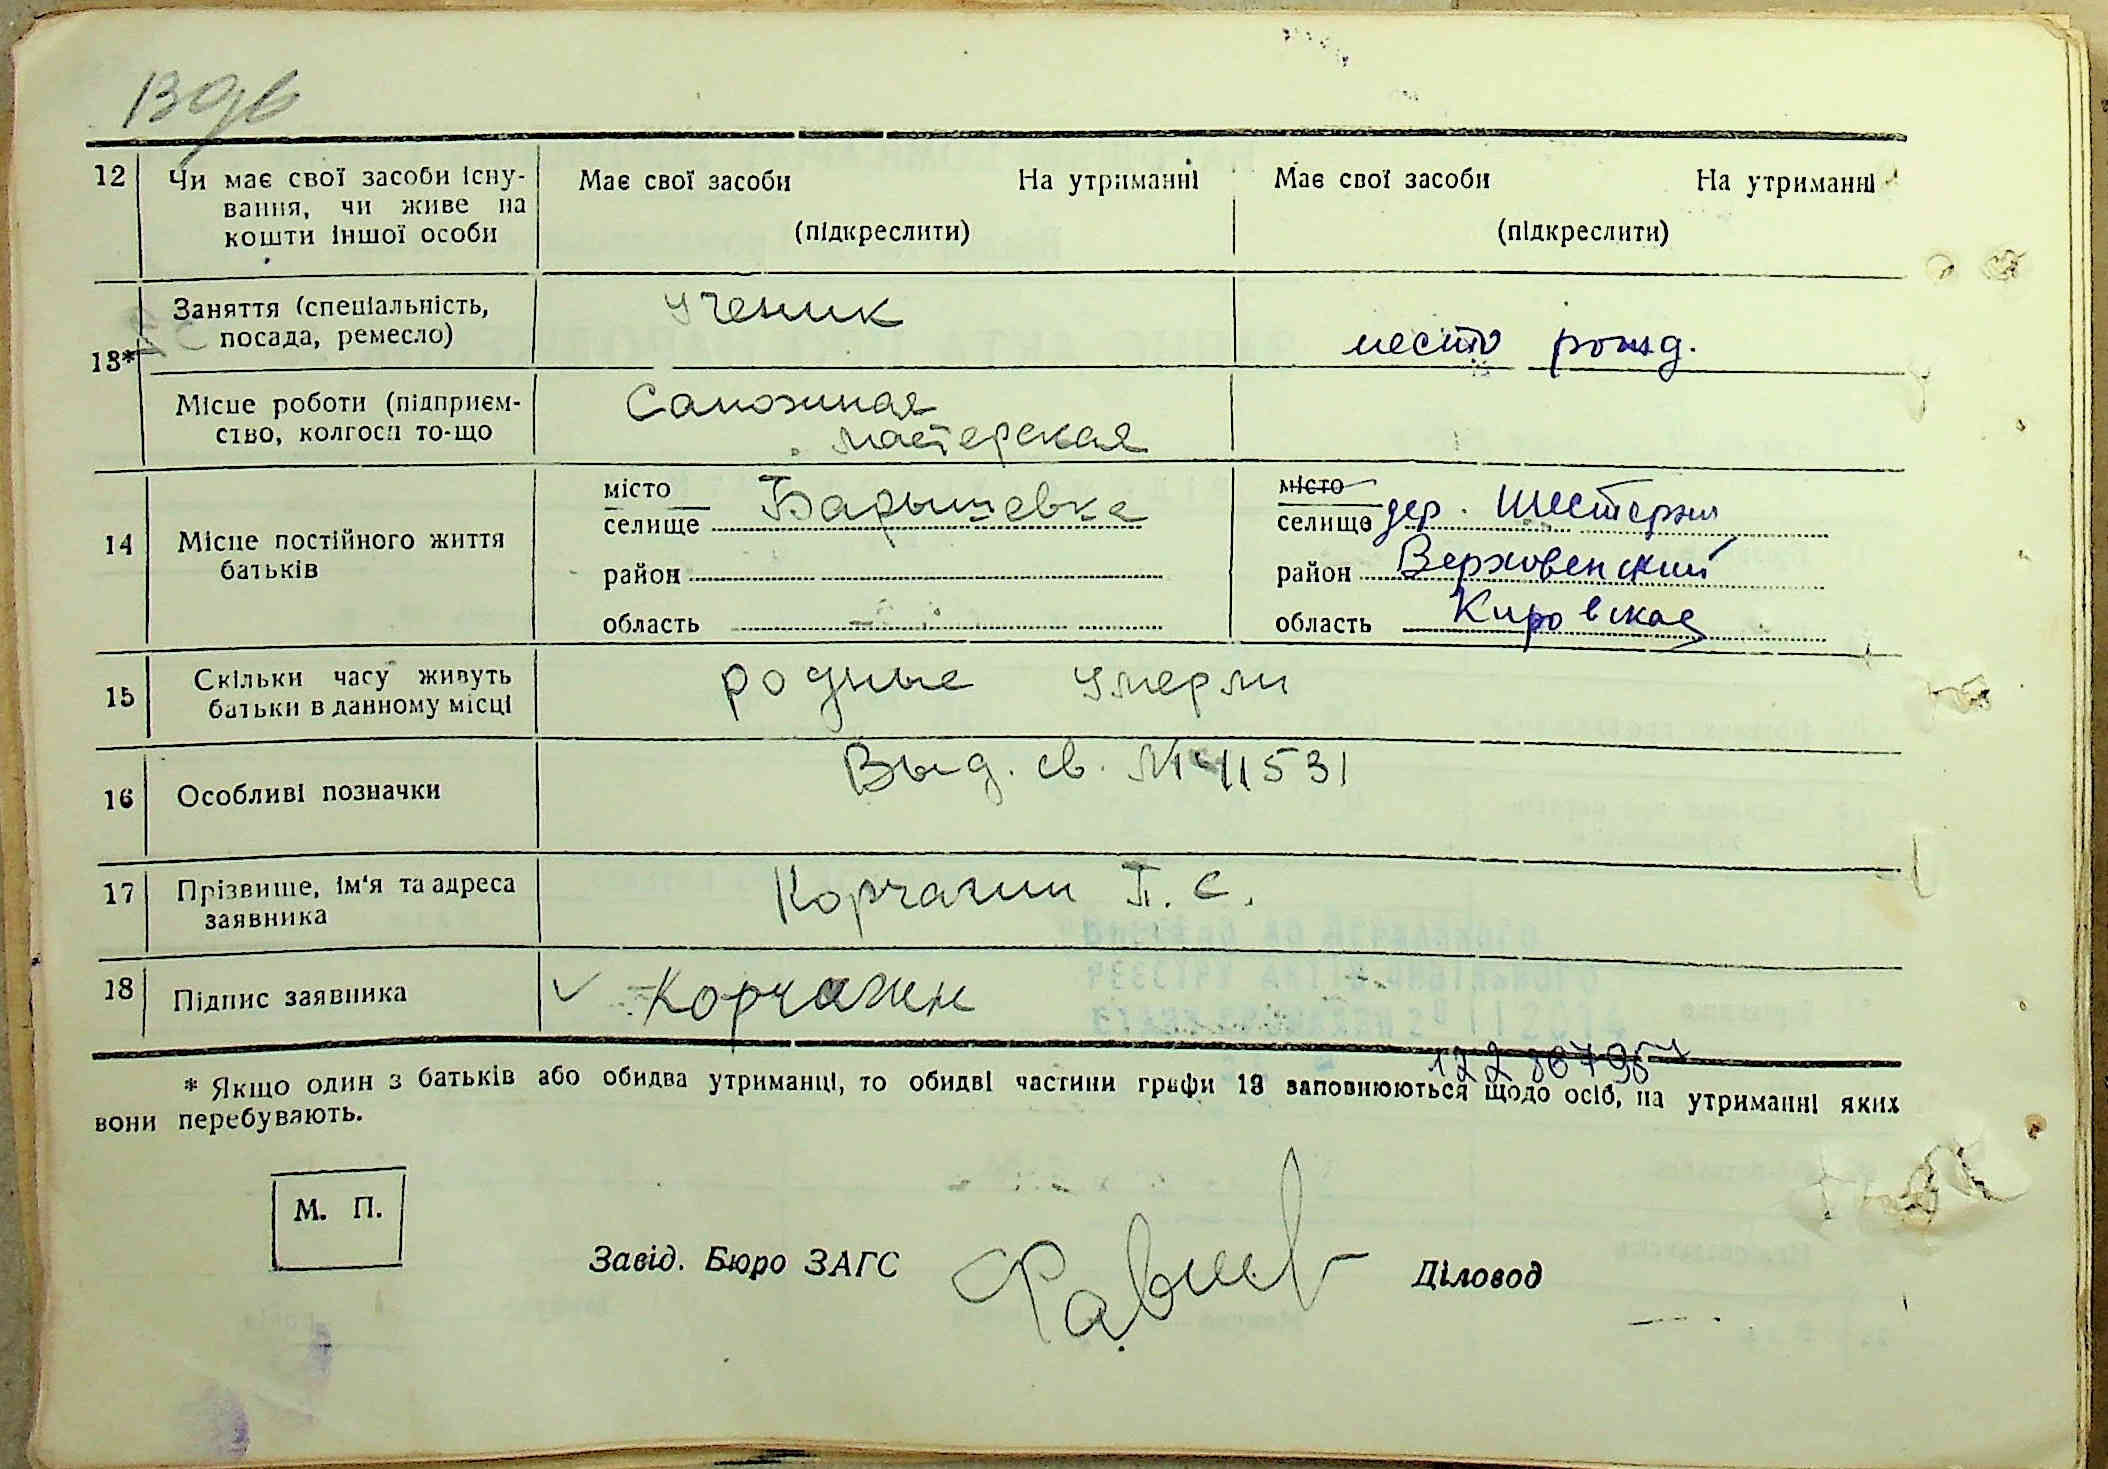 12 Чи має свої засоби існу-
вання, чи живе на
кошти іншої особи
Має свої засоби На утриманні
(підкреслити)
Має свої засоби На утриманні
(підкреслити)
13*
Заняття (спеціальність,
посада, ремесло)
Ученик
место рожд.
Місце роботи (підприєм-
ство, колгосп то-що
Сапожная
мастерская
14 Місце постійного життя
батьків
місто
селище Барышевка
район
область
місто
селище дер. Шестерни
район Верховенский
область Кировская
15 Скільки часу живуть
батьки в данному місці
родные умерли
16 Особливі позначки
Выд. св.
17 Прізвище, ім'я та адреса
заявника
Корчагин П. С.
18 Підпис заявника
Корчагин
* Якщо один з батьків або обидва утриманці, то обидві частини графи 13 заповнюються щодо осіб, на утриманні яких
вони перебувають.
М. П.
Завід. Бюро ЗАГС
Діловод